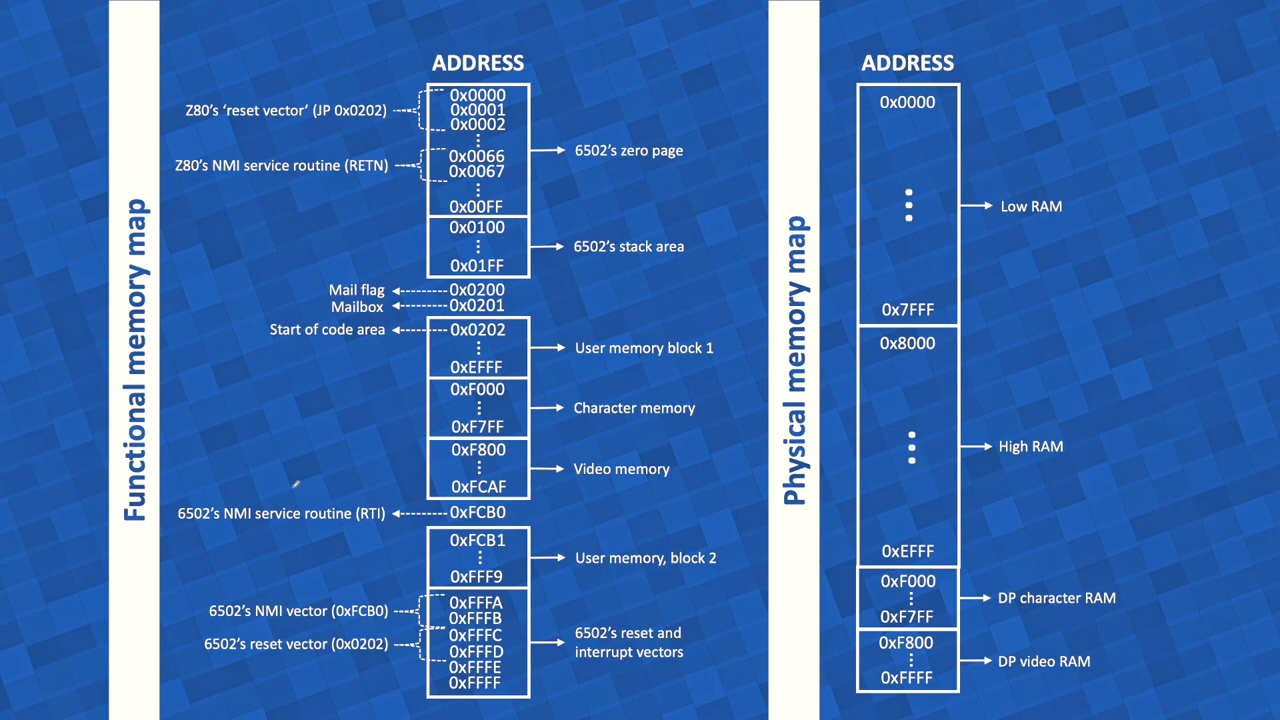 Functional memory map
ADDRESS
Z80's 'reset vector' (JP 0x0202)
0x0000
0x0001
0x0002
Z80's NMI service routine (RETN)
0x0066
0x0067
0x00FF
6502's zero page
0x0100
0x01FF
6502's stack area
Mail flag
0x0200
Mailbox
0x0201
Start of code area
0x0202
0xEFFF
User memory block 1
0xF000
0xF7FF
Character memory
0xF800
0xFCAF
Video memory
6502's NMI service routine (RTI)
0xFCB0
0xFCB1
0xFFF9
User memory, block 2
6502's NMI vector (0xFCB0)
0xFFFA
0xFFFB
6502's reset vector (0x0202)
0xFFFC
0xFFFD
0xFFFE
0xFFFF
6502's reset and
interrupt vectors
Physical memory map
ADDRESS
0x0000
0x7FFF
Low RAM
0x8000
0xEFFF
High RAM
0xF000
0xF7FF
DP character RAM
0xF800
0xFFFF
DP video RAM